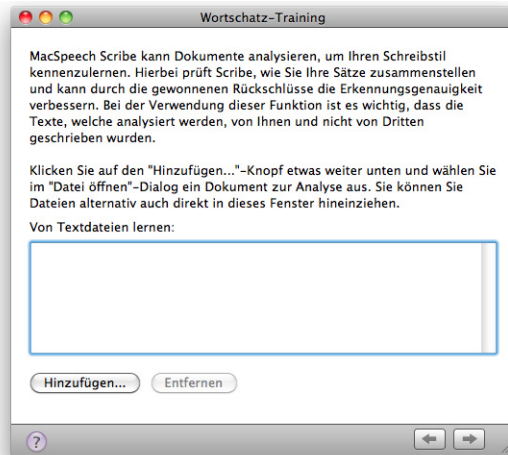 Wortschatz-Training
MacSpeech Scribe kann Dokumente analysieren, um Ihren Schreibstil
kennenzulernen. Hierbei prüft Scribe, wie Sie Ihre Sätze zusammenstellen
und kann durch die gewonnenen Rückschlüsse die Erkennungsgenauigkeit
verbessern. Bei der Verwendung dieser Funktion ist es wichtig, dass die
Texte, welche analysiert werden, von Ihnen und nicht von Dritten
geschrieben wurden.
Klicken Sie auf den "Hinzufügen..."-Knopf etwas weiter unten und wählen Sie
im "Datei öffnen"-Dialog ein Dokument zur Analyse aus. Sie können Sie
Dateien alternativ auch direkt in dieses Fenster hineinziehen.
Von Textdateien lernen:
Hinzufügen... Entfernen
?